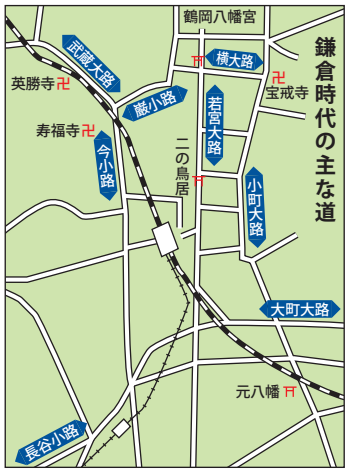 鎌倉時代の主な道
鶴岡八幡宮
武蔵大路
横大路
英勝寺
宝戒寺
巌小路
若宮大路
寿福寺
今小路
二の鳥居
小町大路
大町大路
元八幡
長谷小路